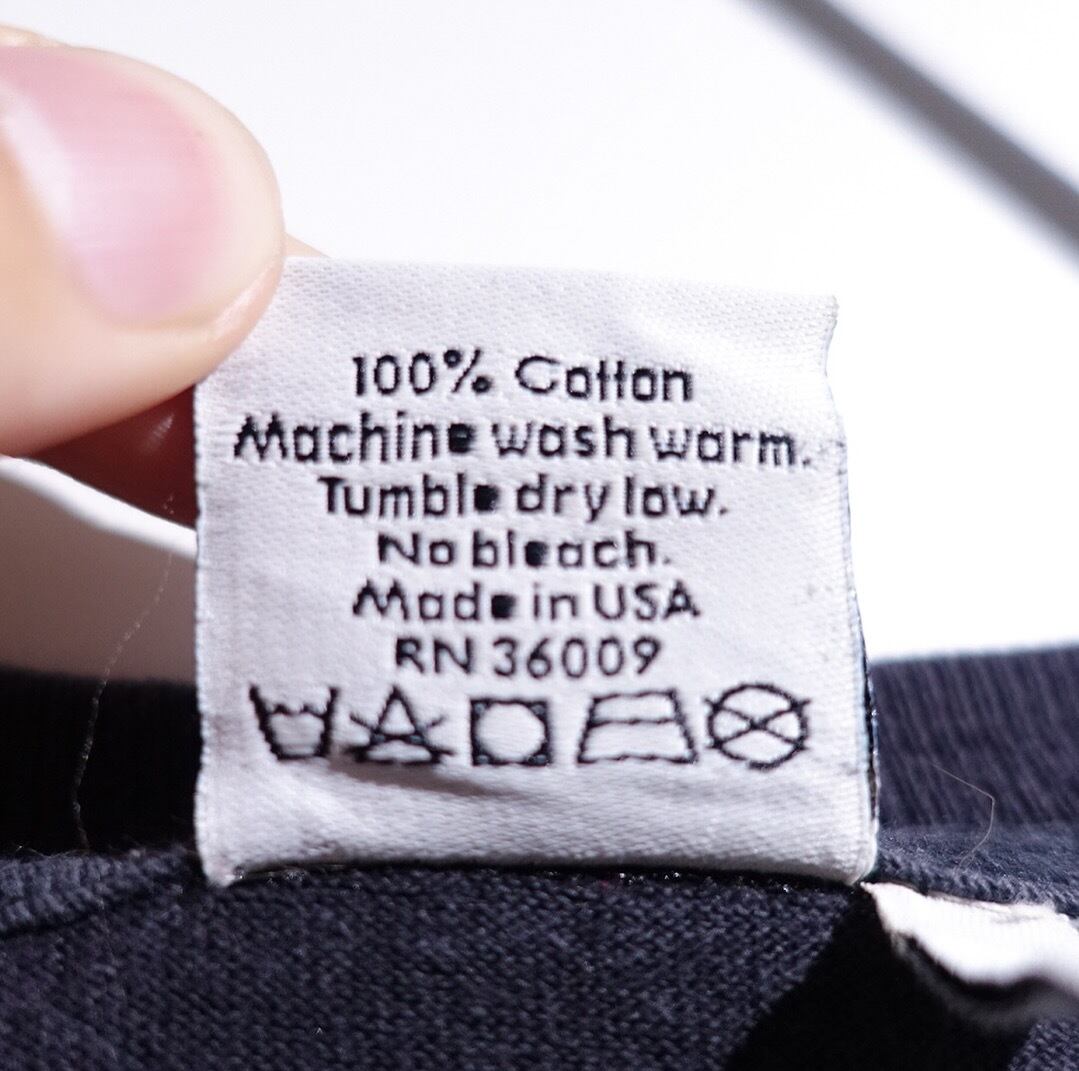 100% Cotton
Machine wash warm.
Tumble dry low.
No bleach.
Made in USA
RN 36009